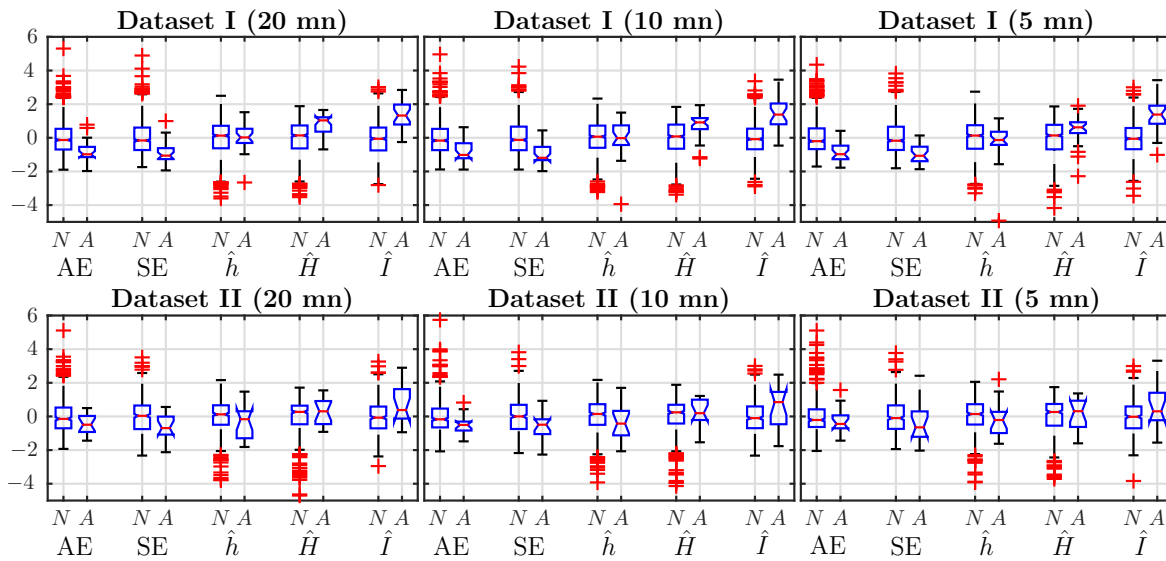 Dataset I (20 mn) Dataset I (10 mn) Dataset I (5 mn)
6
4
2
0
−2
−4
N A N A N A N A N A N A N A N A N A N A N A N A N A N A N A
AE SE ĥ Ĥ Î AE SE ĥ Ĥ Î AE SE ĥ Ĥ Î
Dataset II (20 mn) Dataset II (10 mn) Dataset II (5 mn)
6
4
2
0
−2
−4
N A N A N A N A N A N A N A N A N A N A N A N A N A N A N A
AE SE ĥ Ĥ Î AE SE ĥ Ĥ Î AE SE ĥ Ĥ Î